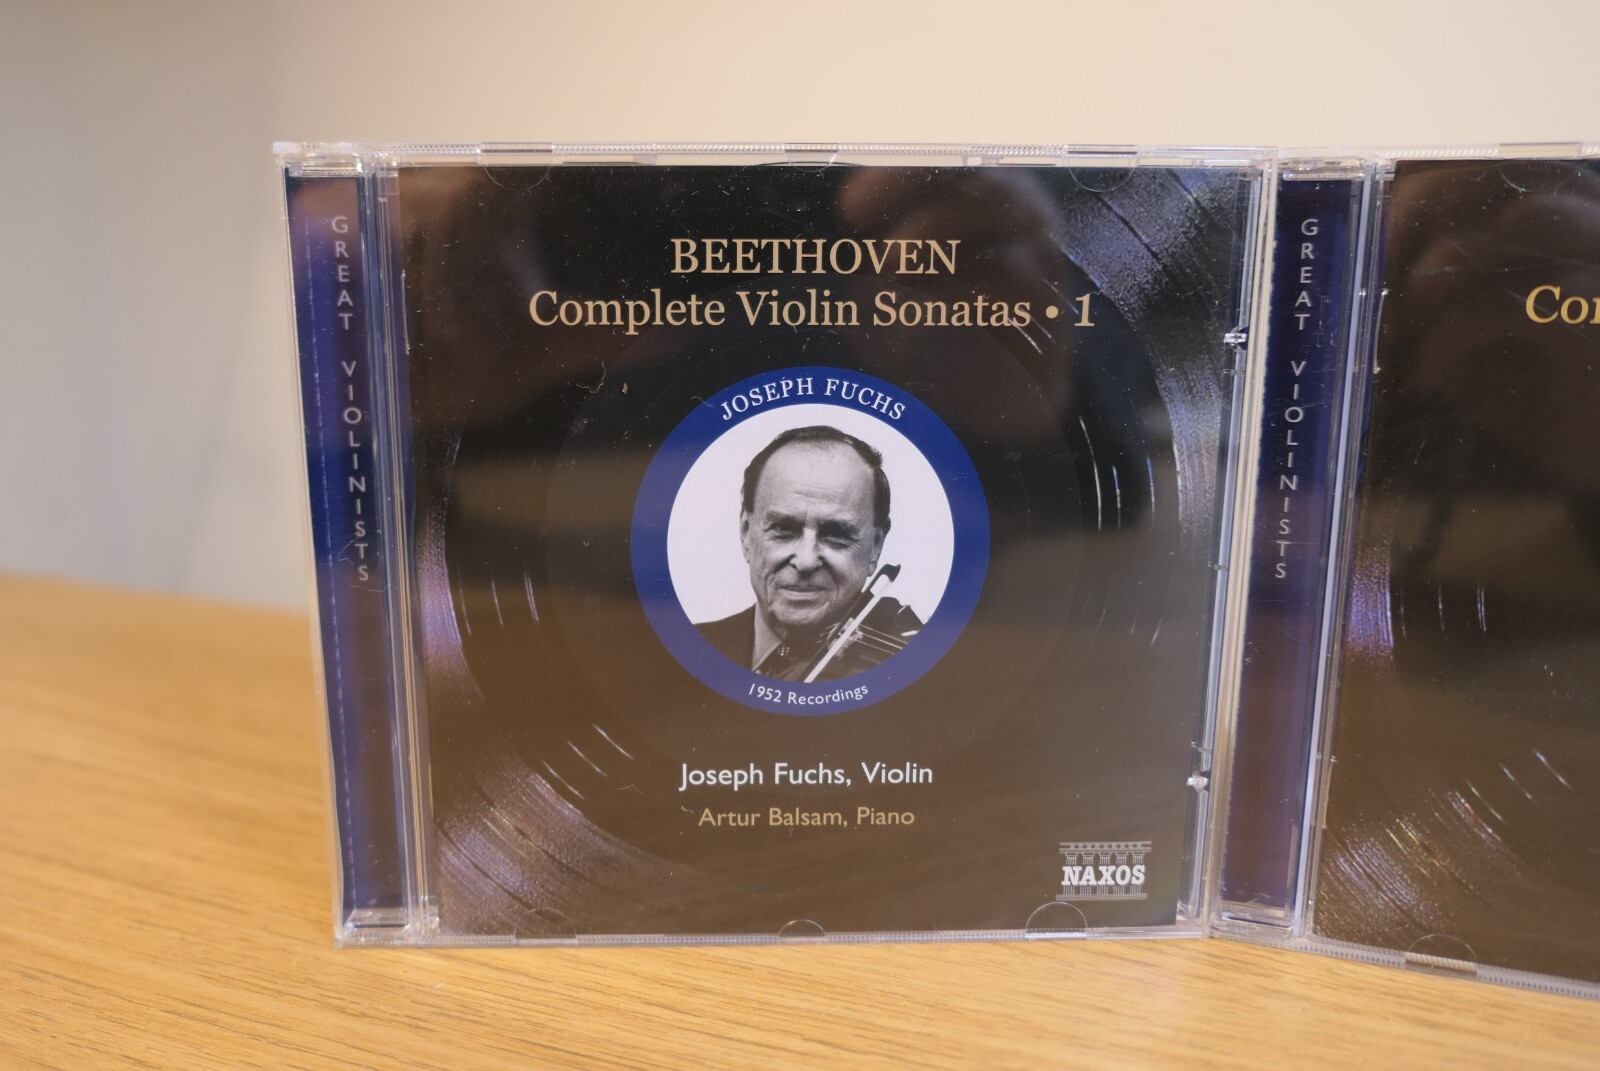 GREAT VIOLINISTS
BEETHOVEN
Complete Violin Sonatas • 1
JOSEPH FUCHS
1952 Recordings
Joseph Fuchs, Violin
Artur Balsam, Piano
NAXOS
GREAT VIOLINISTS